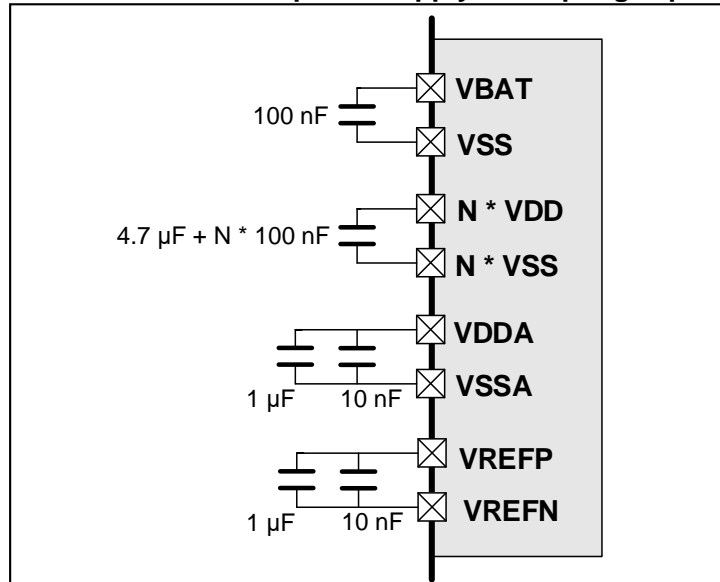 VBAT
100 nF
VSS
N * VDD
4.7 µF + N * 100 nF
N * VSS
VDDA
VSSA
1 µF 10 nF
VREFP
VREFN
1 µF 10 nF